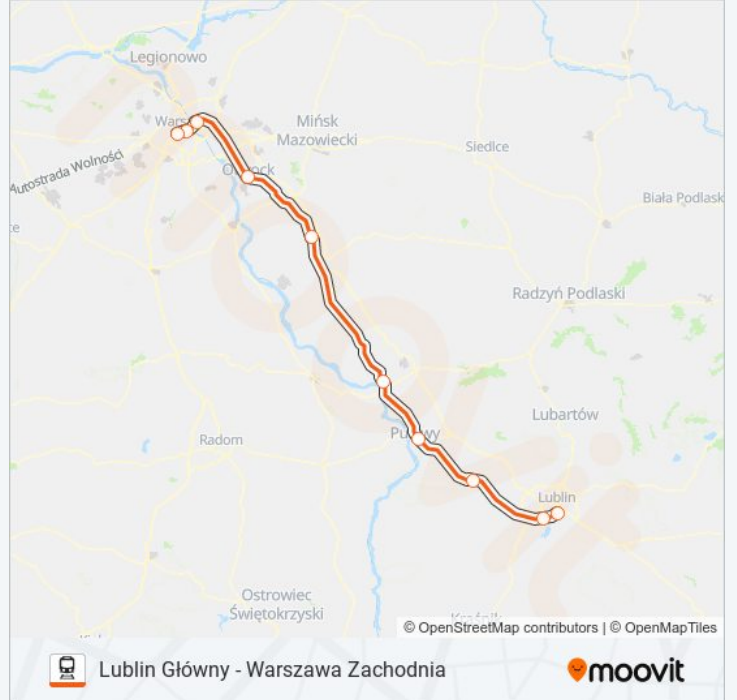 Legionowo
Mińsk
Mazowiecki
Siedlce
Autostrada Wolności
Biała Podlask
ce
Radzyń Podlaski
Lubartów
Radom
Lublin
Ostrowiec
Świętokrzyski
© OpenStreetMap contributors | © OpenMapTiles
Lublin Główny - Warszawa Zachodnia
moovit